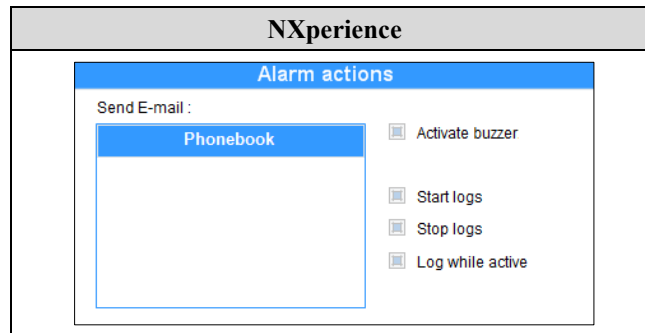 NXperience
Alarm actions
Send E-mail :
Phonebook
Activate buzzer
Start logs
Stop logs
Log while active